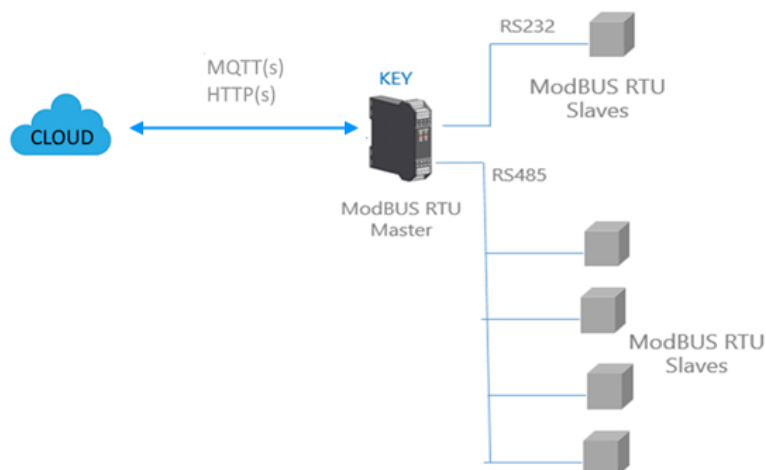 RS232
MQTT(s)
HTTP(s)
KEY
ModBUS RTU
Slaves
CLOUD
RS485
ModBUS RTU
Master
ModBUS RTU
Slaves